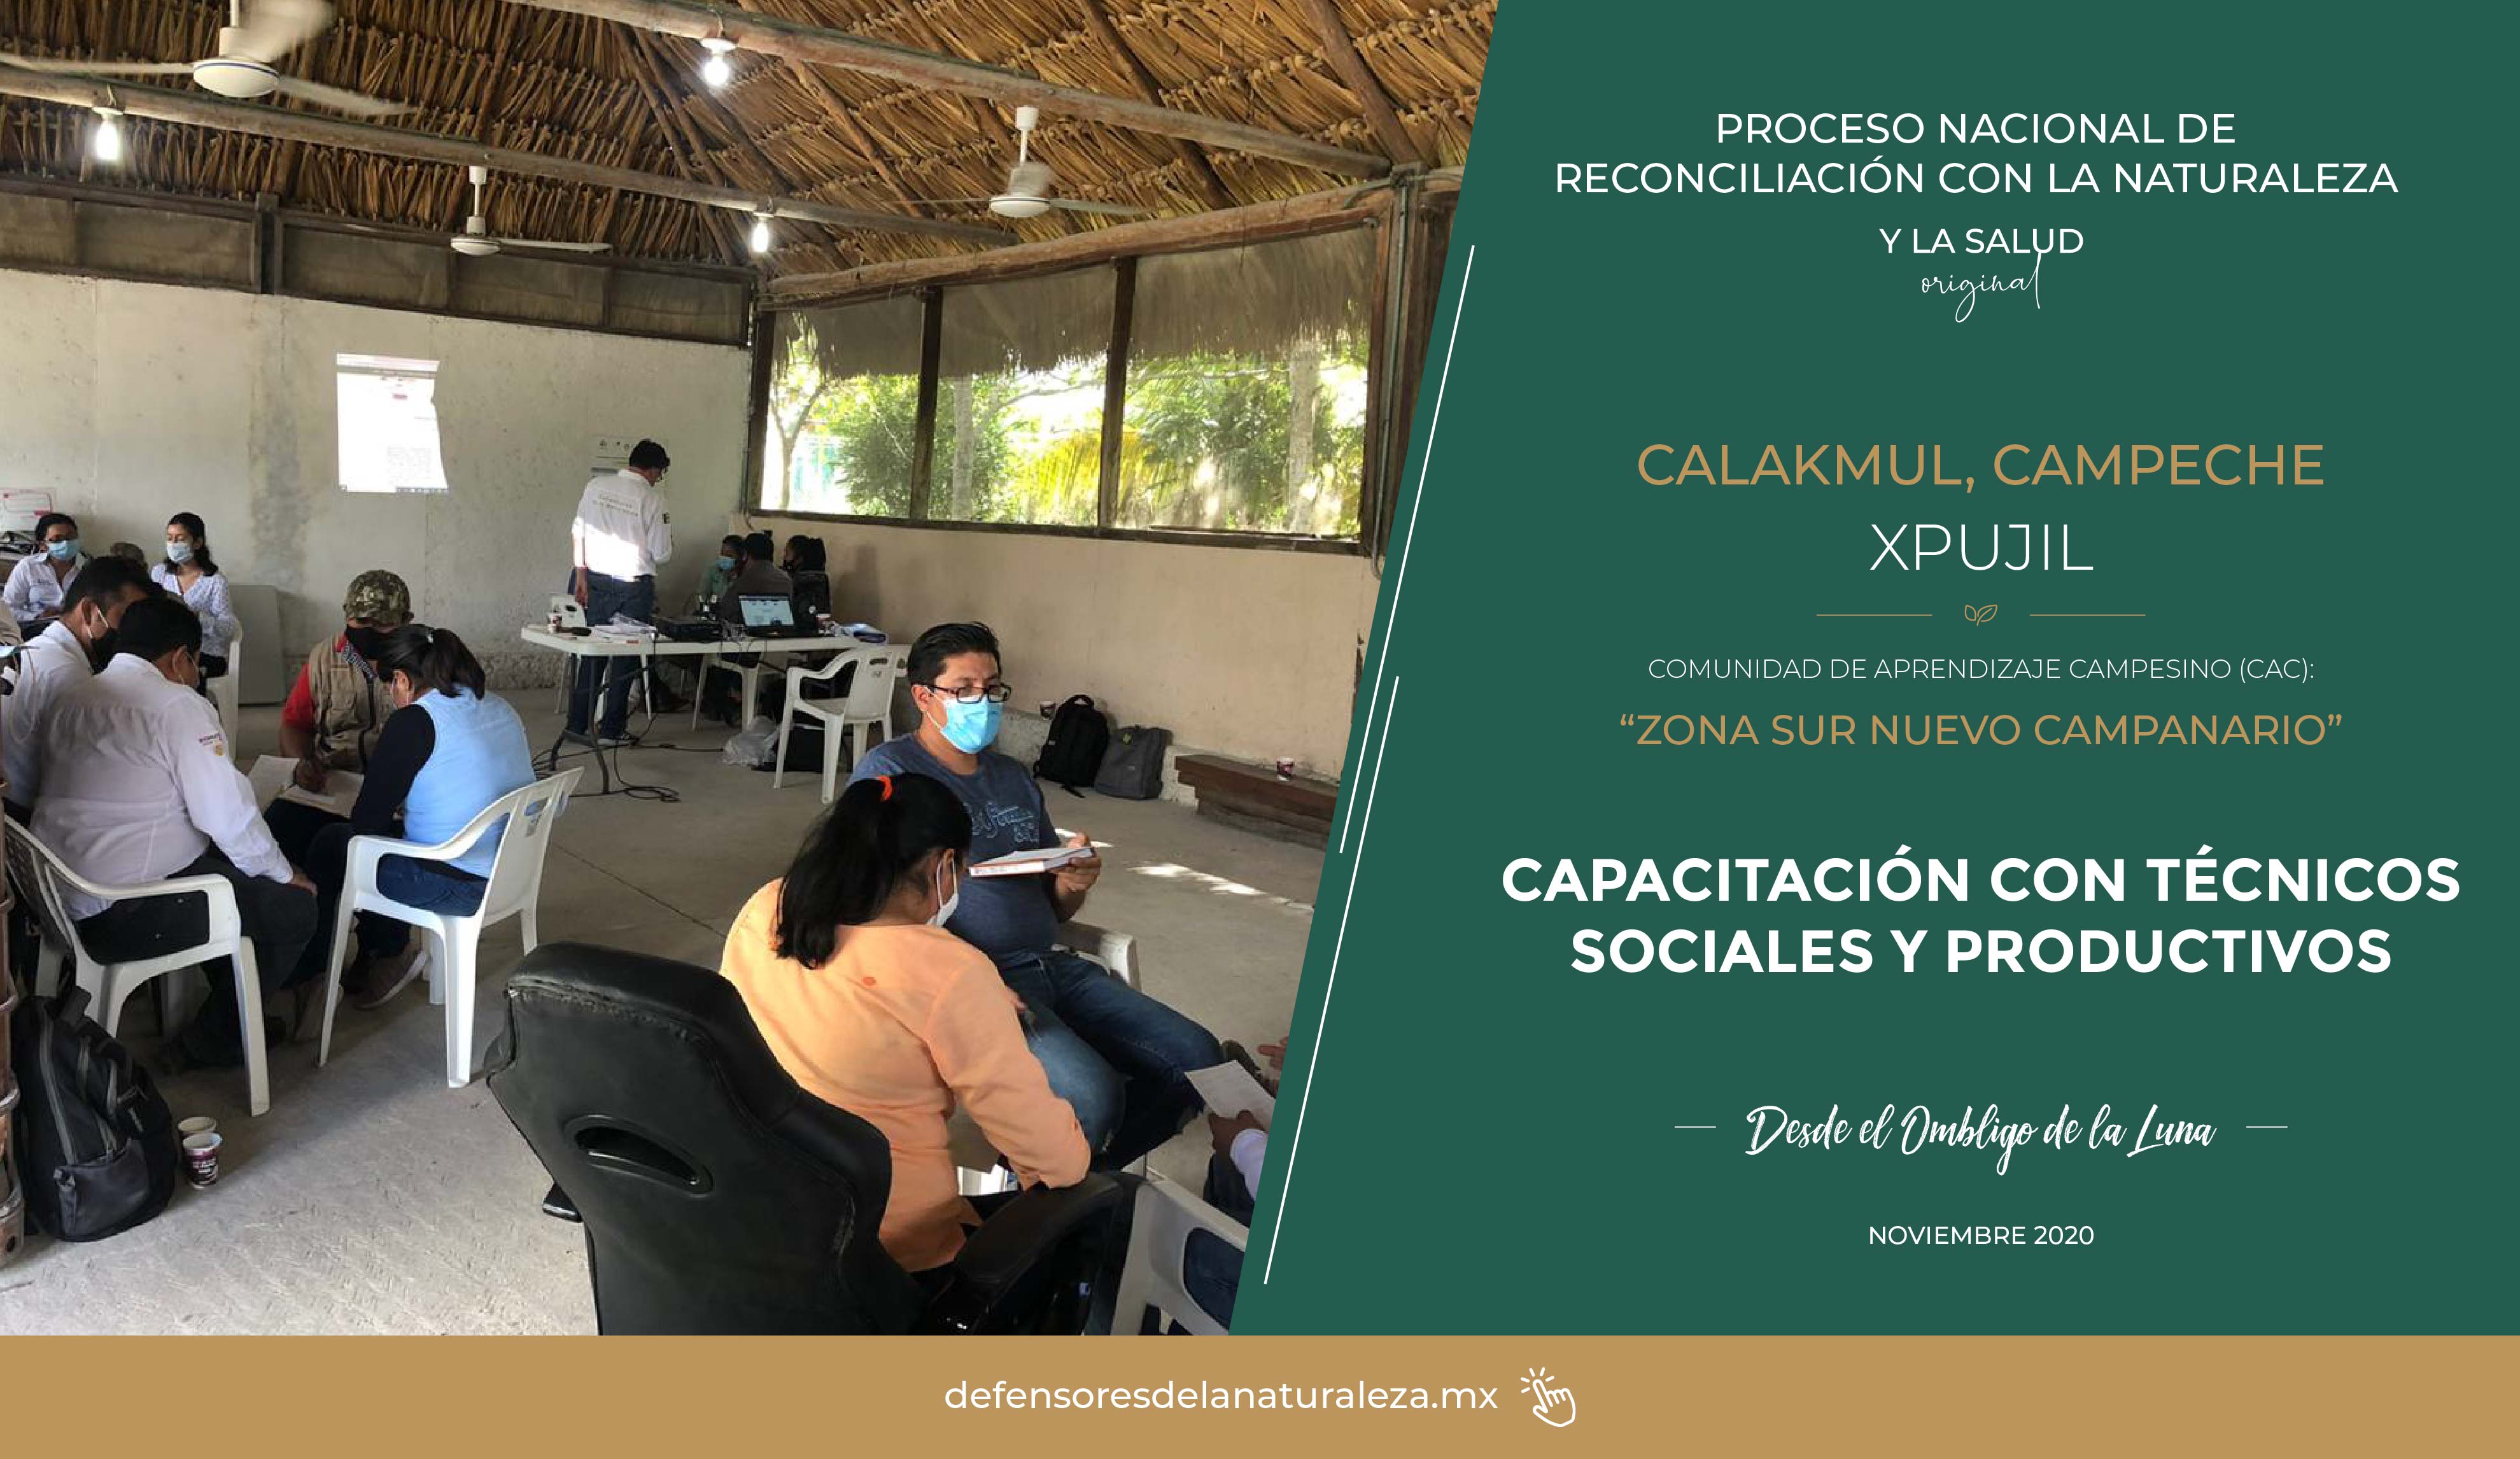 PROCESO NACIONAL DE
RECONCILIACIÓN CON LA NATURALEZA
Y LA SALUD
original
CALAKMUL, CAMPECHE
XPUJIL
COMUNIDAD DE APRENDIZAJE CAMPESINO (CAC):
“ZONA SUR NUEVO CAMPANARIO”
CAPACITACIÓN CON TÉCNICOS
SOCIALES Y PRODUCTIVOS
Desde el Ombligo de la Luna
NOVIEMBRE 2020
defensoresdelanaturaleza.mx